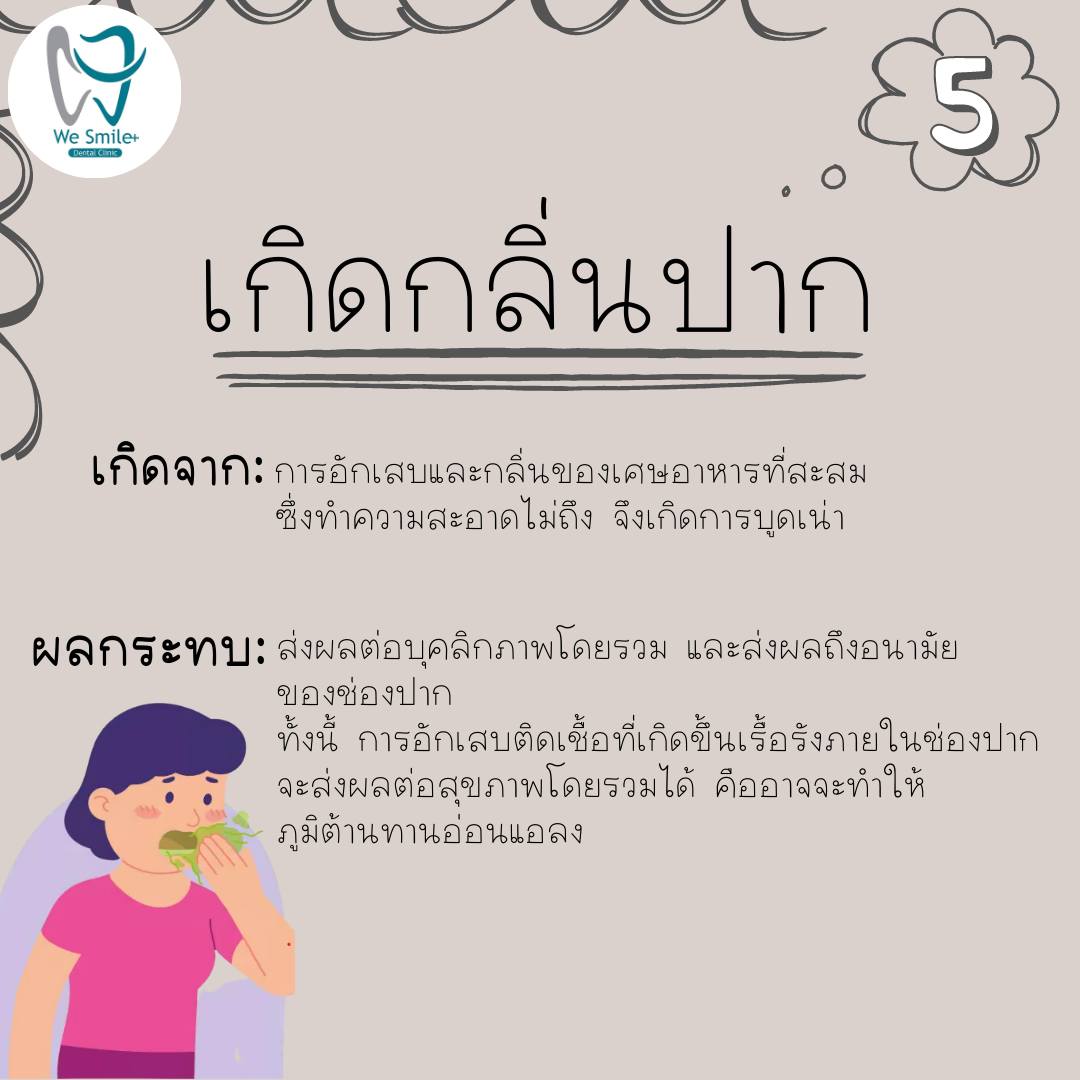 We Smile+
Dental Clinic
5
เกิดกลิ่นปาก
เกิดจาก: การอักเสบและกลิ่นของเศษอาหารที่สะสม
ซึ่งทำความสะอาดไม่ถึง จึงเกิดการบูดเน่า
ผลกระทบ: ส่งผลต่อบุคลิกภาพโดยรวม และส่งผลถึงอนามัย
ของช่องปาก
ทั้งนี้ การอักเสบติดเชื้อที่เกิดขึ้นเรื้อรังภายในช่องปาก
จะส่งผลต่อสุขภาพโดยรวมได้ คืออาจจะทำให้
ภูมิต้านทานอ่อนแอลง